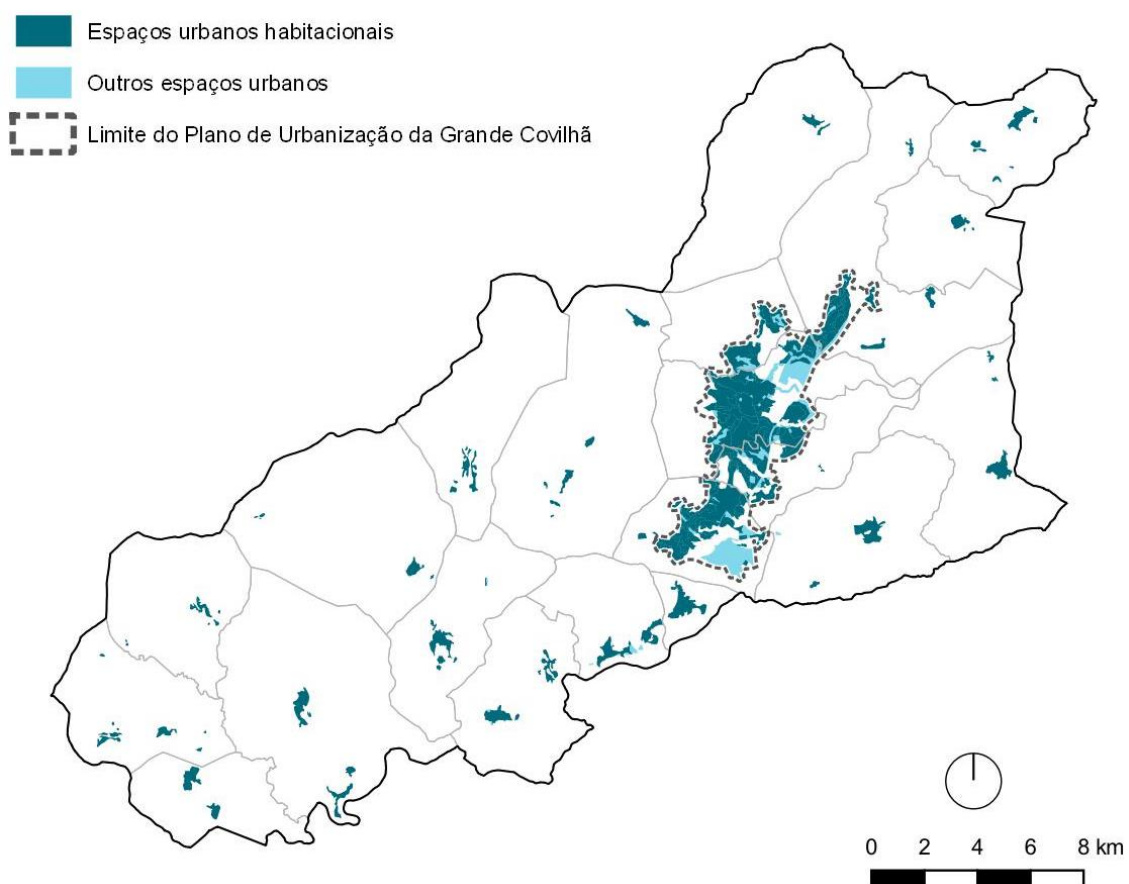 Espaços urbanos habitacionais
Outros espaços urbanos
Limite do Plano de Urbanização da Grande Covilhã
0 2 4 6 8 km